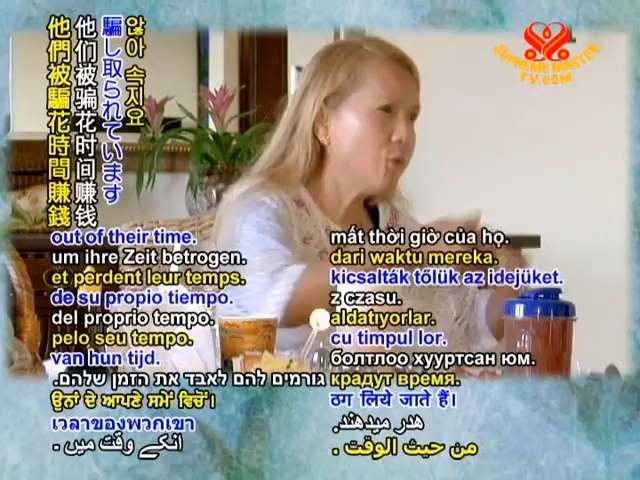 SUPREME MASTER
TV.COM
않아 속지요
騙し取られています
他们被骗花时间赚钱
他們被騙花時間賺錢
out of their time.
um ihre Zeit betrogen.
et perdent leur temps.
de su propio tiempo.
del proprio tempo.
pelo seu tempo.
van hun tijd.
גורמים להם לאבד את הזמן שלהם.
ਉਨਾਂ ਦੇ ਆਪਣੇ ਸਮੇਂ ਵਿਚੋਂ।
เวลาของพวกเขา
انکے وقت میں -
mất thời giờ của họ.
dari waktu mereka.
kicsalták tőlük az idejüket.
z czasu.
aldatıyorlar.
cu timpul lor.
болтлоо хууртсан юм.
крадут время.
ठग लिये जाते हैं।
هدر میدهند.
من حيث الوقت -